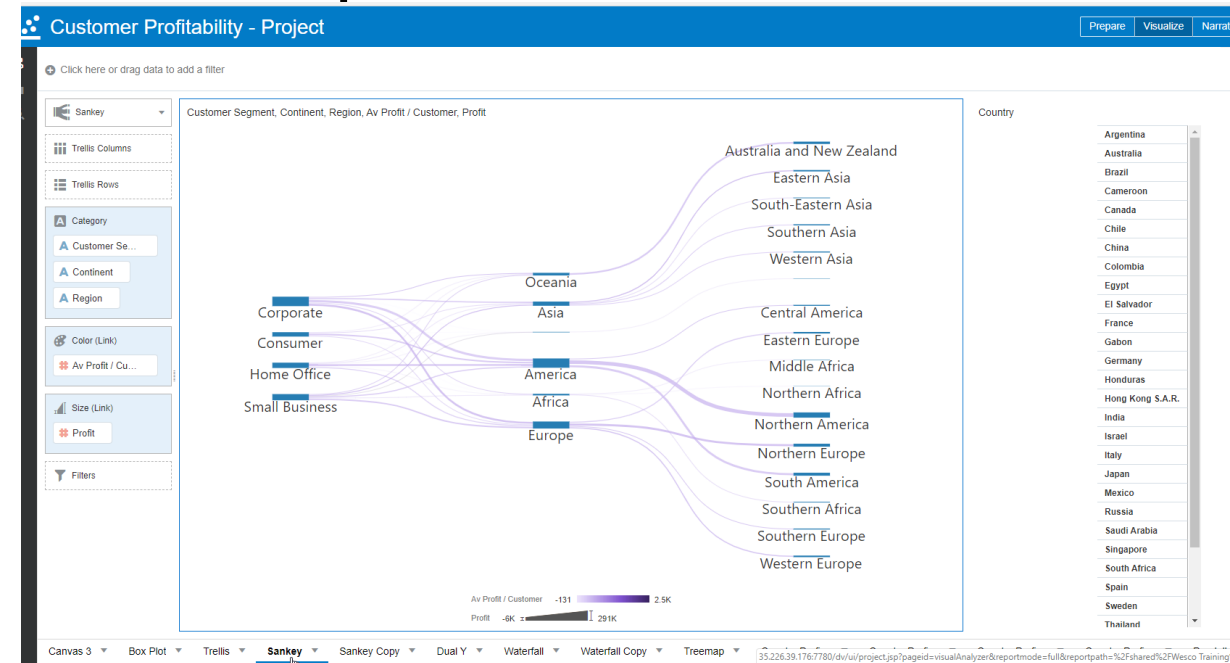 Customer Profitability - Project
Prepare Visualize Narrat
Click here or drag data to add a filter
Sankey
Trellis Columns
Trellis Rows
Category
Customer Se...
Continent
Region
Color (Link)
Av Profit / Cu...
Size (Link)
Profit
Filters
Customer Segment, Continent, Region, Av Profit / Customer, Profit
Corporate
Consumer
Home Office
Small Business
Oceania
Asia
America
Africa
Europe
Australia and New Zealand
Eastern Asia
South-Eastern Asia
Southern Asia
Western Asia
Central America
Eastern Europe
Middle Africa
Northern Africa
Northern America
Northern Europe
South America
Southern Africa
Southern Europe
Western Europe
Av Profit / Customer -131 2.5K
Profit -6K 291K
Country
Argentina
Australia
Brazil
Cameroon
Canada
Chile
China
Colombia
Egypt
El Salvador
France
Gabon
Germany
Honduras
Hong Kong S.A.R.
India
Israel
Italy
Japan
Mexico
Russia
Saudi Arabia
Singapore
South Africa
Spain
Sweden
Thailand
Canvas 3 Box Plot Trellis Sankey Sankey Copy Dual Y Waterfall Waterfall Copy Treemap
35.226.39.176:7780/dv/ui/project.jsp?pageid=visualAnalyzer&reportmode=full&reportpath=%2Fshared%2FWesco Training